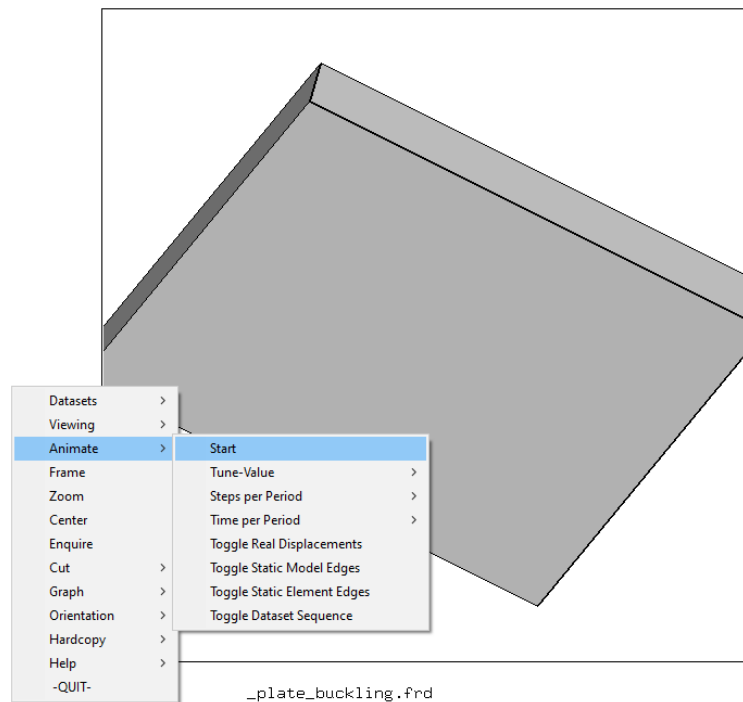 Datasets
Viewing
Animate
Frame
Zoom
Center
Enquire
Cut
Graph
Orientation
Hardcopy
Help
-QUIT-
Start
Tune-Value
Steps per Period
Time per Period
Toggle Real Displacements
Toggle Static Model Edges
Toggle Static Element Edges
Toggle Dataset Sequence
_plate_buckling.frd